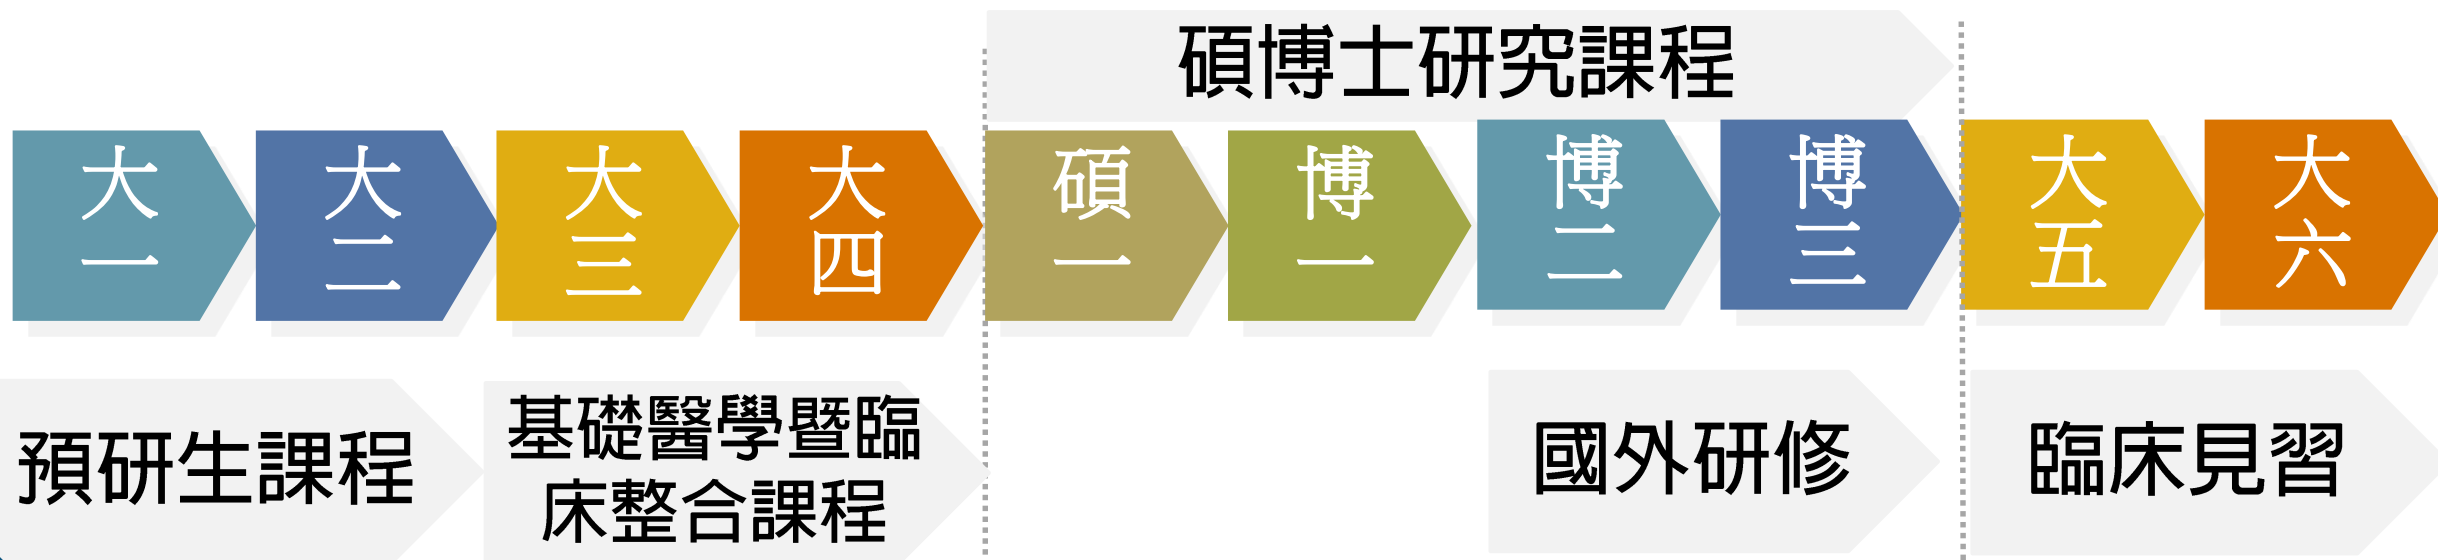 碩博士研究課程
大一
大二
大三
大四
碩一
博一
博二
博三
大五
大六
預研生課程
基礎醫學暨臨
床整合課程
國外研修
臨床見習